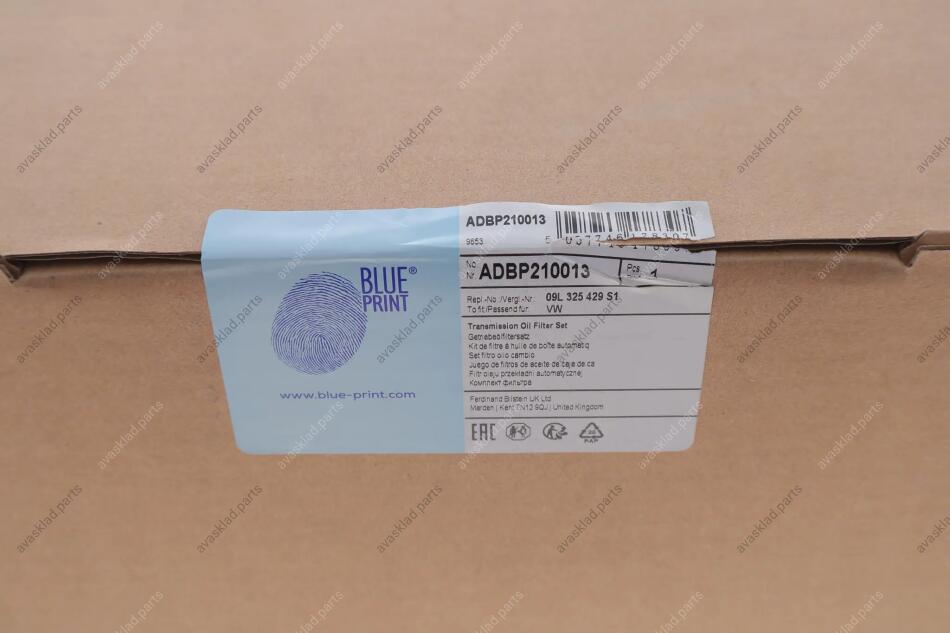 BLUE®
PRINT
www.blue-print.com
ADBP210013
9653
No.
Nr.
ADBP210013
Pcs.
1
Repl.-No./Vergl.-Nr.: 09L 325 429 S1
To fit/Passend für: VW
Transmission Oil Filter Set
Getriebeölfiltersatz
Kit de filtre à huile de boîte automatiq
Set filtro olio cambio
Juego de filtros de aceite de caja de ca
Filtr oleju przekładni automatycznej
Комплект фильтра
Ferdinand Bilstein UK Ltd
Marden | Kent TN12 9QJ | United Kingdom
EAC
20
PAP
avasklad.parts